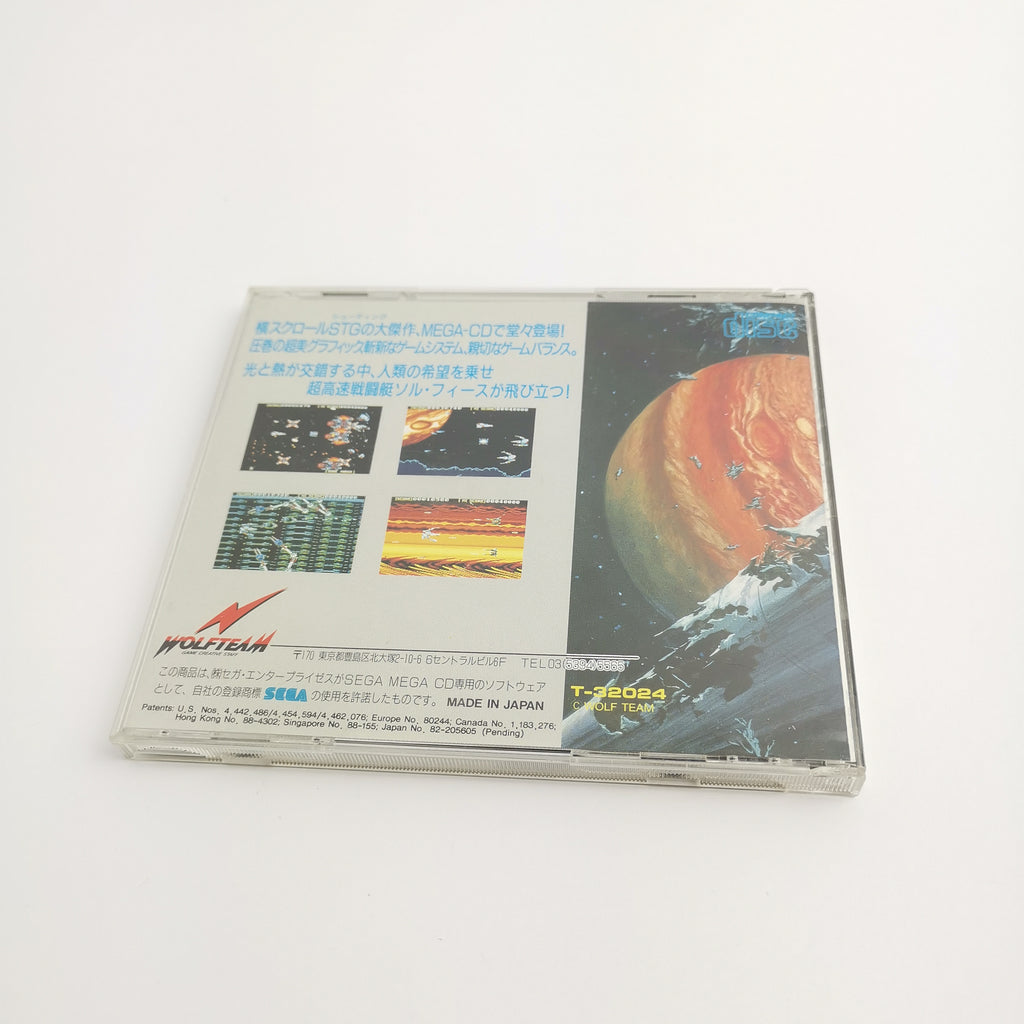 シューティング
横スクロールSTGの大傑作、MEGA-CDで堂々登場!
圧巻の超美グラフィック斬新なゲームシステム、親切なゲームバランス。
光と熱が交錯する中、人類の希望を乗せ
超高速戦闘艇ソル・フィースが飛び立つ!
DISC
WOLFTEAM
GAME CREATIVE STAFF
〒170 東京都豊島区北大塚2-10-6 6セントラルビル6F TEL03(5394)5565
この商品は、㈱セガ・エンタープライゼスがSEGA MEGA CD専用のソフトウェア
として、自社の登録商標 SEGA の使用を許諾したものです。 MADE IN JAPAN
Patents: U.S. Nos. 4,442,486/4,454,594/4,462,076; Europe No. 80244; Canada No. 1,183,276;
Hong Kong No. 88-4302; Singapore No. 88-155; Japan No. 82-205605 (Pending)
T-32024
C WOLF TEAM